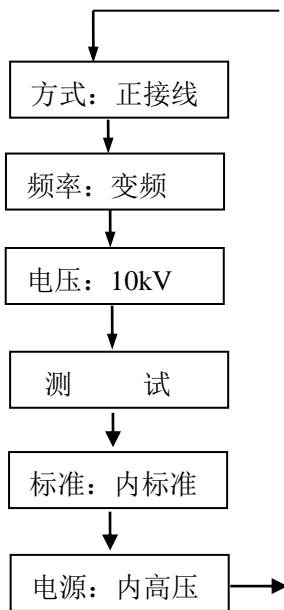 方式：正接线
频率：变频
电压：10kV
测 试
标准：内标准
电源：内高压